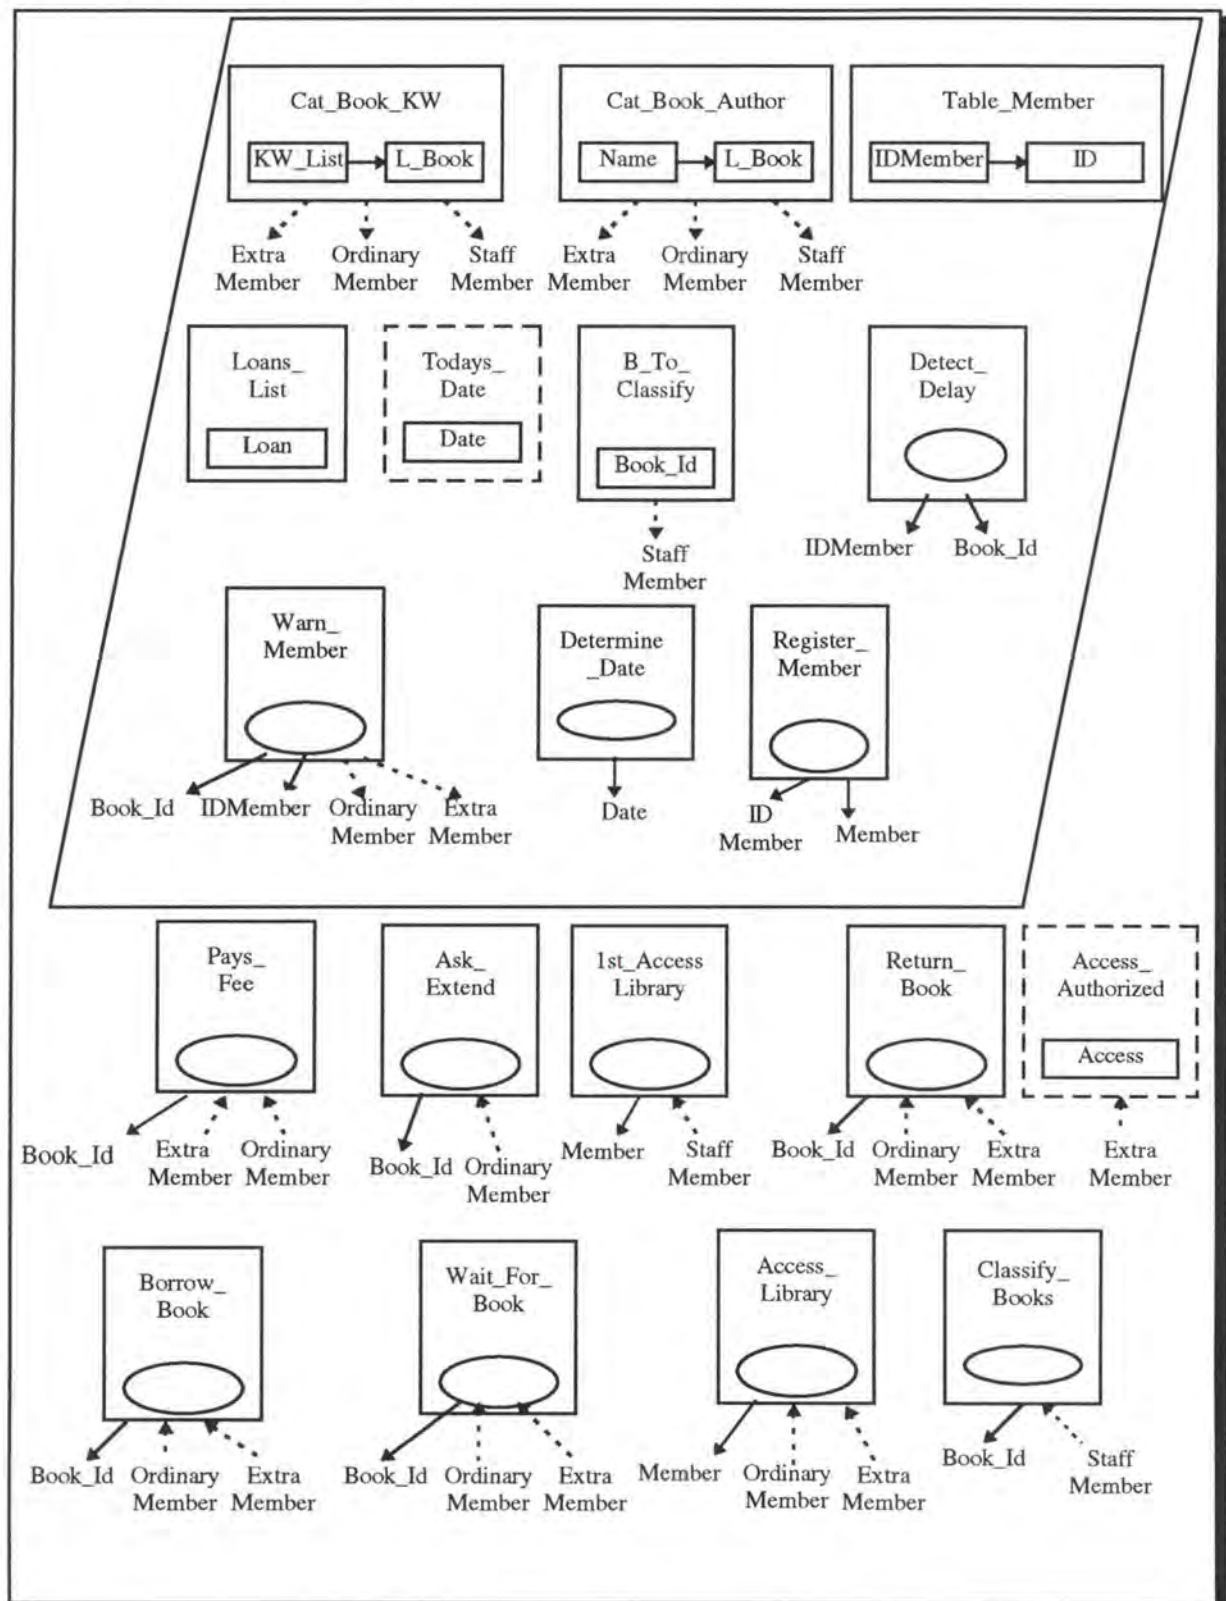 Cat_Book_KW
KW_List
L_Book
Cat_Book_Author
Name
L_Book
Table_Member
IDMember
ID
Extra
Member
Ordinary
Member
Staff
Member
Extra
Member
Ordinary
Member
Staff
Member
Loans_
List
Loan
Todays_
Date
Date
B_To_
Classify
Book_Id
Staff
Member
Detect_
Delay
IDMember
Book_Id
Warn_
Member
Book_Id
IDMember
Ordinary
Member
Extra
Member
Determine
_Date
Date
Register_
Member
ID
Member
Member
Pays_
Fee
Book_Id
Extra
Member
Ordinary
Member
Ask_
Extend
Book_Id
Ordinary
Member
1st_Access
Library
Member
Staff
Member
Return_
Book
Book_Id
Ordinary
Member
Extra
Member
Access_
Authorized
Access
Extra
Member
Borrow_
Book
Book_Id
Ordinary
Member
Extra
Member
Wait_For_
Book
Book_Id
Ordinary
Member
Extra
Member
Access_
Library
Member
Ordinary
Member
Extra
Member
Classify_
Books
Book_Id
Staff
Member